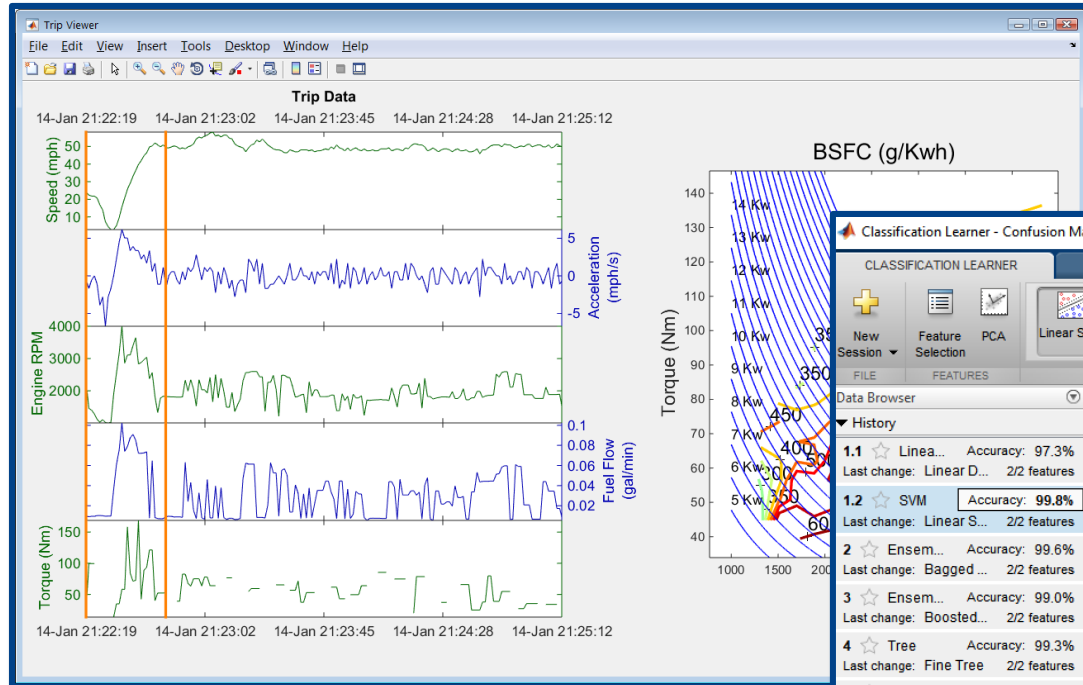 Trip Viewer
File Edit View Insert Tools Desktop Window Help
Trip Data
14-Jan 21:22:19 14-Jan 21:23:02 14-Jan 21:23:45 14-Jan 21:24:28 14-Jan 21:25:12
Speed (mph)
50
40
30
20
10
Acceleration
(mph/s)
5
0
-5
Engine RPM
4000
3000
2000
Fuel Flow
(gal/min)
0.1
0.08
0.06
0.04
0.02
Torque (Nm)
150
100
50
14-Jan 21:22:19 14-Jan 21:23:02 14-Jan 21:23:45 14-Jan 21:24:28 14-Jan 21:25:12
BSFC (g/Kwh)
Torque (Nm)
140
130
120
110
100
90
80
70
60
50
40
14 Kw
13 Kw
12 Kw
11 Kw
10 Kw
9 Kw
8 Kw
7 Kw
6 Kw
5 Kw
350
450
400
350
60
1000 1500 200
Classification Learner - Confusion Ma
CLASSIFICATION LEARNER
New
Session
Feature
Selection
PCA
Linear S
FILE FEATURES
Data Browser
History
1.1 Linea... Accuracy: 97.3%
Last change: Linear D... 2/2 features
1.2 SVM Accuracy: 99.8%
Last change: Linear S... 2/2 features
2 Ensem... Accuracy: 99.6%
Last change: Bagged ... 2/2 features
3 Ensem... Accuracy: 99.0%
Last change: Boosted... 2/2 features
4 Tree Accuracy: 99.3%
Last change: Fine Tree 2/2 features